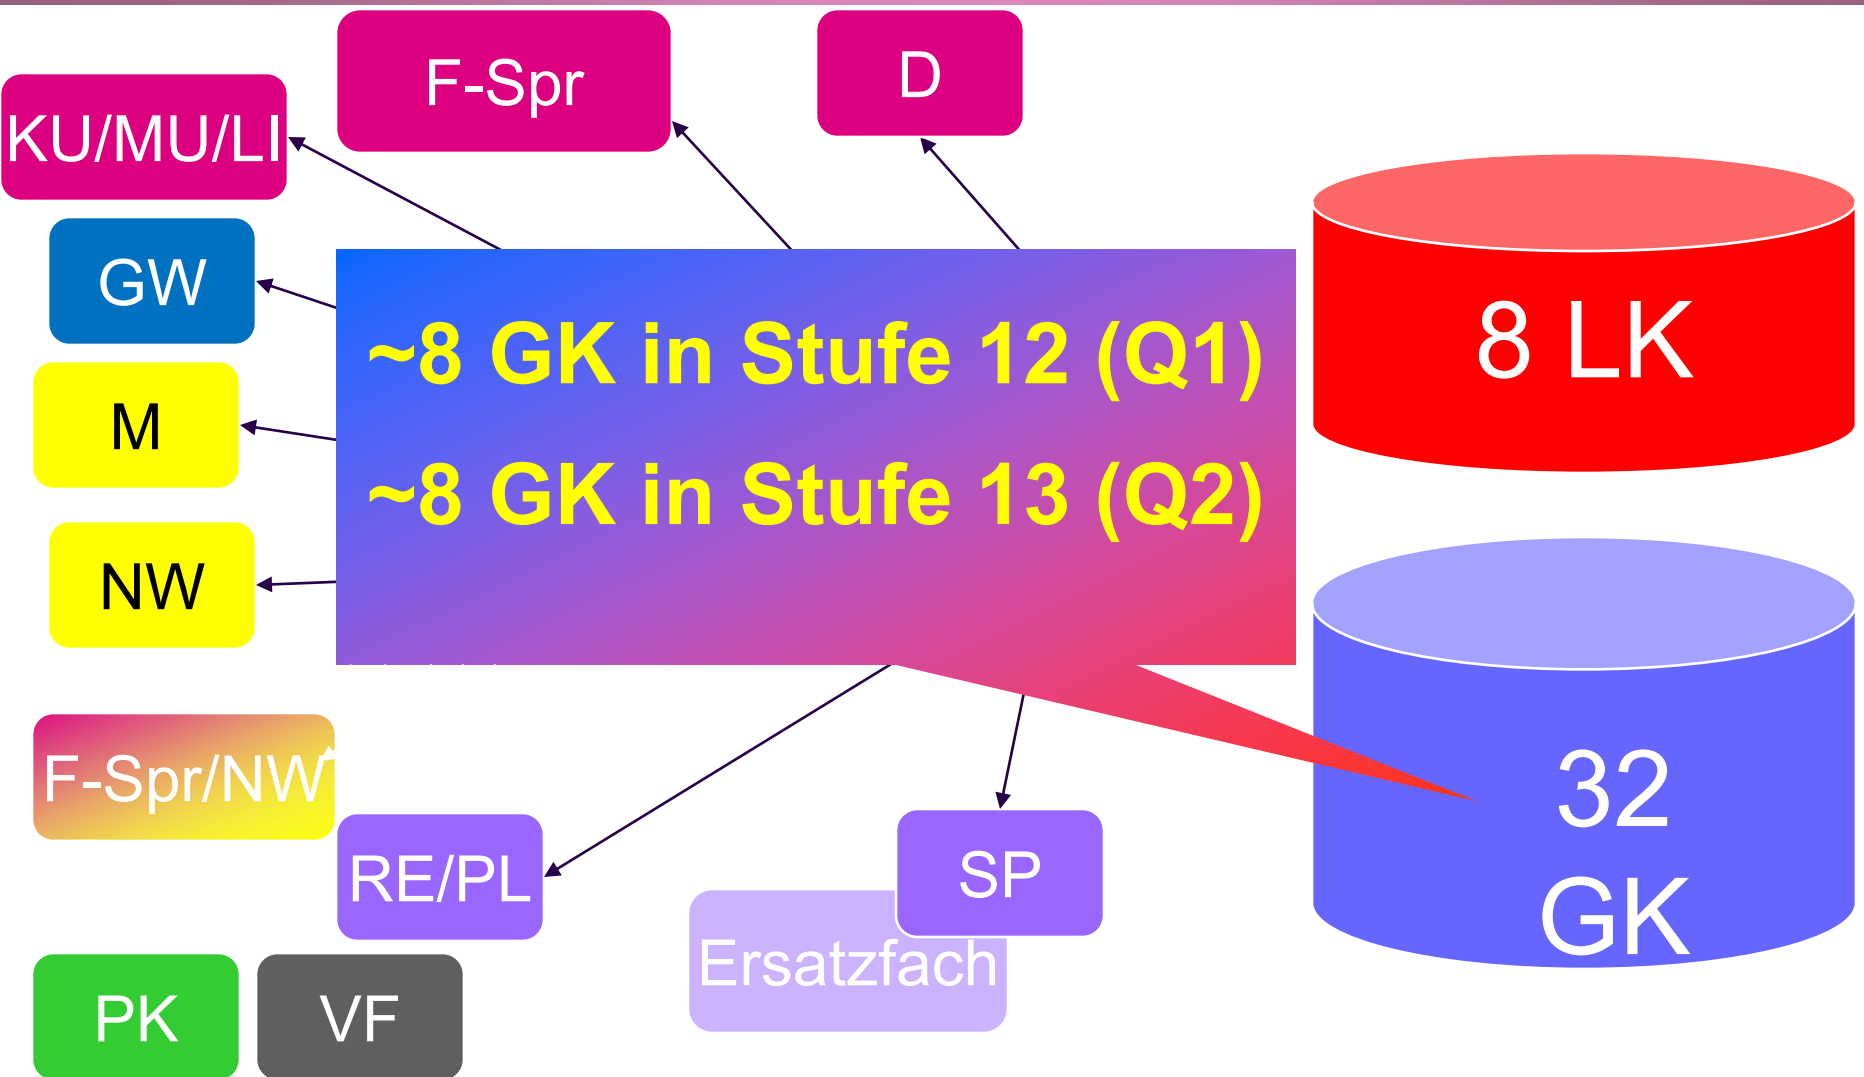 F-Spr
D
KU/MU/LI
GW
~8 GK in Stufe 12 (Q1)
8 LK
M
~8 GK in Stufe 13 (Q2)
NW
F-Spr/NW
32
GK
RE/PL
SP
Ersatzfach
PK
VF